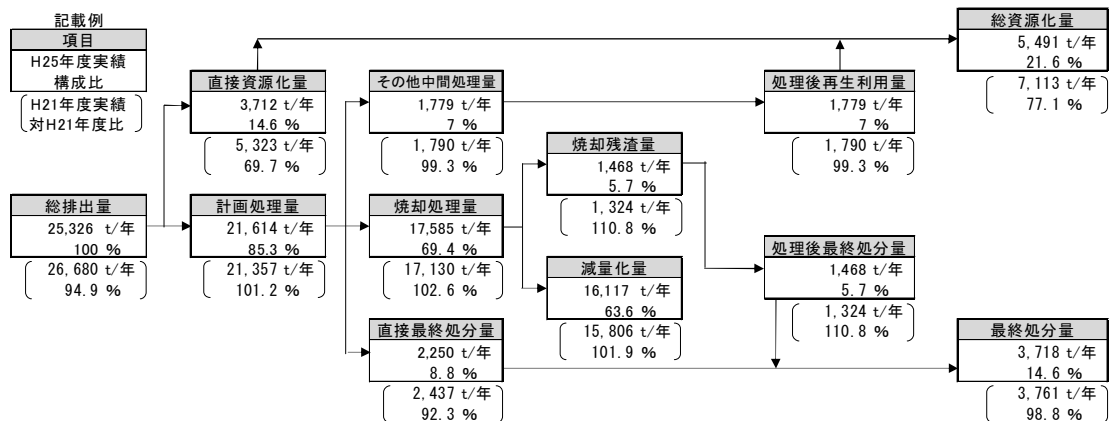 記載例
項目
H25年度実績
構成比
H21年度実績
対H21年度比
総資源化量
5,491 t/年
21.6 %
7,113 t/年
77.1 %
直接資源化量
3,712 t/年
14.6 %
5,323 t/年
69.7 %
その他中間処理量
1,779 t/年
7 %
1,790 t/年
99.3 %
処理後再生利用量
1,779 t/年
7 %
1,790 t/年
99.3 %
焼却残渣量
1,468 t/年
5.7 %
1,324 t/年
110.8 %
総排出量
25,326 t/年
100 %
26,680 t/年
94.9 %
計画処理量
21,614 t/年
85.3 %
21,357 t/年
101.2 %
焼却処理量
17,585 t/年
69.4 %
17,130 t/年
102.6 %
減量化量
16,117 t/年
63.6 %
15,806 t/年
101.9 %
処理後最終処分量
1,468 t/年
5.7 %
1,324 t/年
110.8 %
直接最終処分量
2,250 t/年
8.8 %
2,437 t/年
92.3 %
最終処分量
3,718 t/年
14.6 %
3,761 t/年
98.8 %